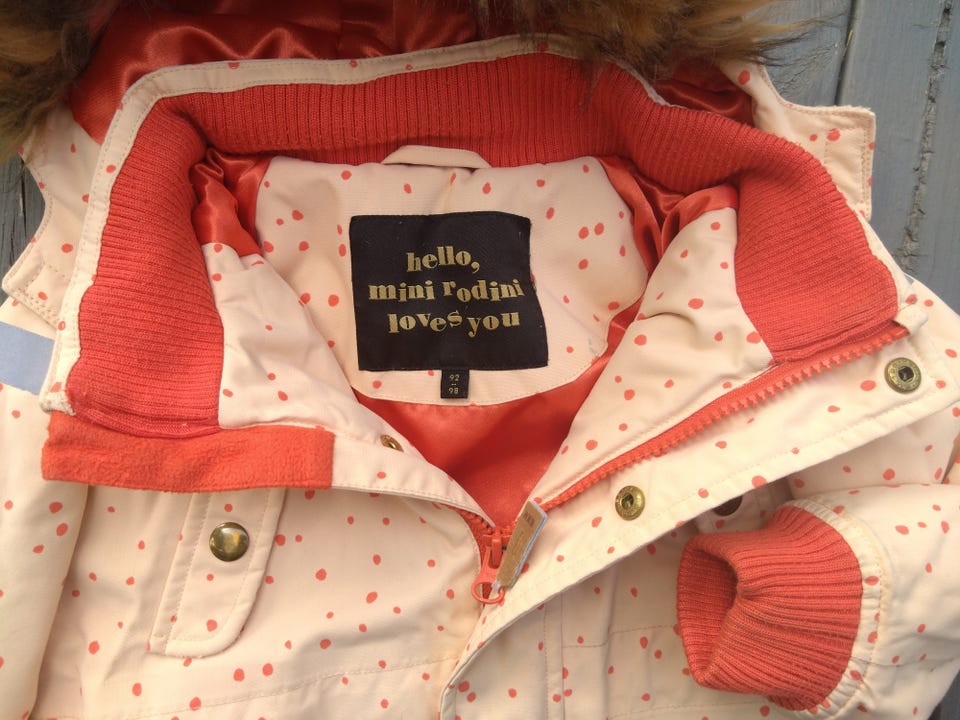 hello,
mini rodini
loves you
92
–
98